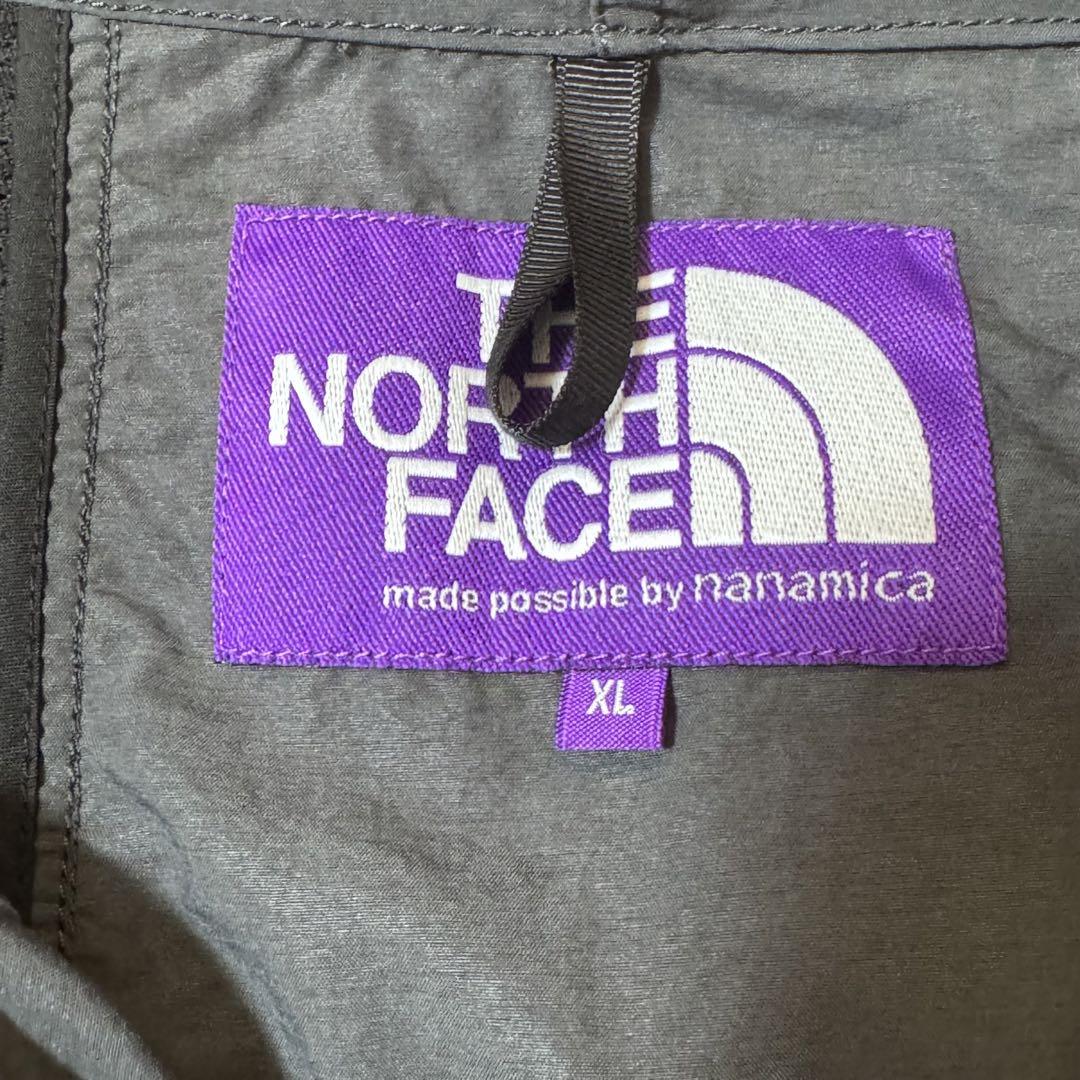 THE
NORTH
FACE
made possible by nanamica
XL